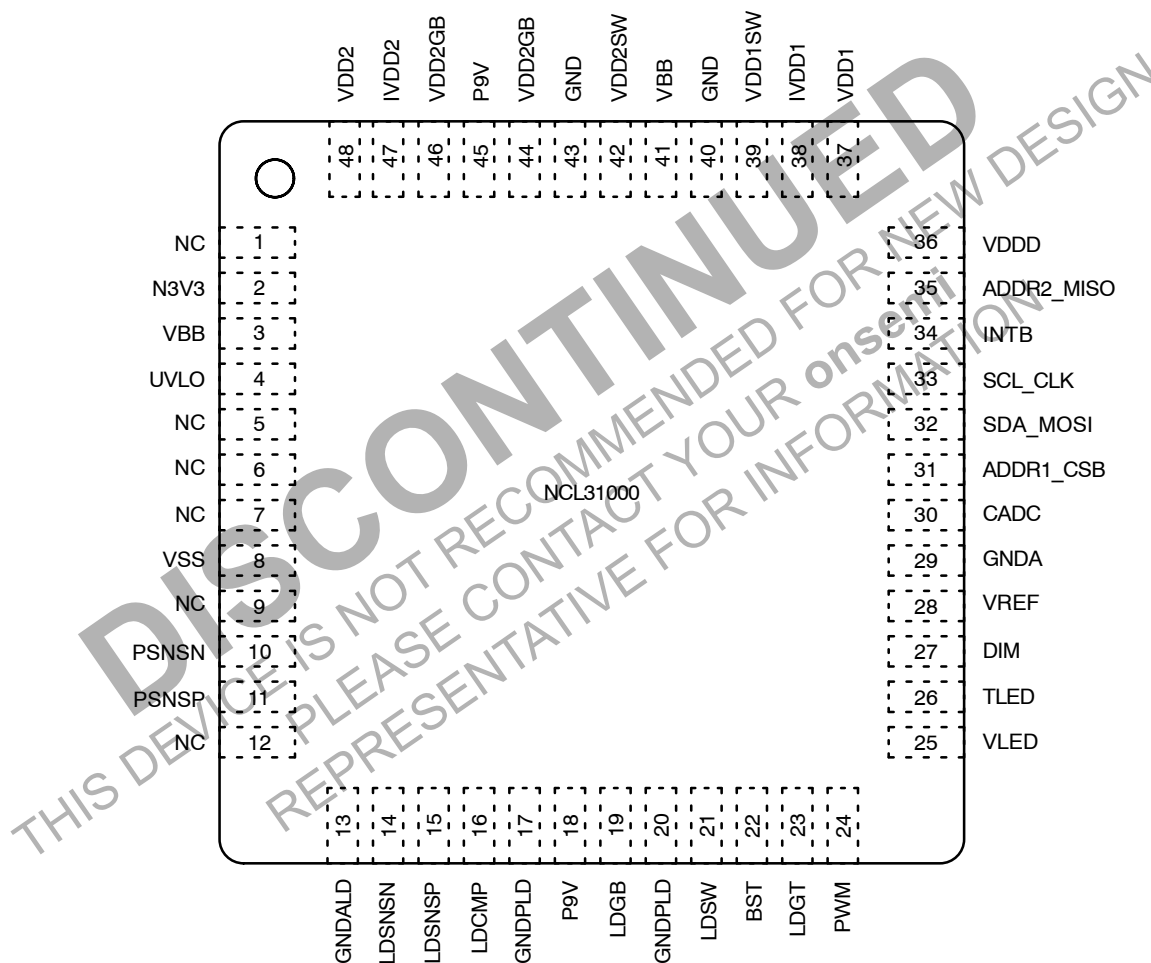 VDD2 IVDD2 VDD2GB P9V VDD2GB GND VDD2SW VBB GND VDD1SW IVDD1 VDD1
48 47 46 45 44 43 42 41 40 39 38 37
NC 1
N3V3 2
VBB 3
UVLO 4
NC 5
NC 6
NC 7
VSS 8
NC 9
PSNSN 10
PSNSP 11
NC 12
36 VDDD
35 ADDR2_MISO
34 INTB
33 SCL_CLK
32 SDA_MOSI
31 ADDR1_CSB
30 CADC
29 GNDA
28 VREF
27 DIM
26 TLED
25 VLED
NCL31000
13 14 15 16 17 18 19 20 21 22 23 24
GNDALD LDSNSN LDSNSP LDCMP GNDPLD P9V LDGB GNDPLD LDSW BST LDGT PWM
DISCONTINUED
THIS DEVICE IS NOT RECOMMENDED FOR NEW DESIGN
PLEASE CONTACT YOUR onsemi
REPRESENTATIVE FOR INFORMATION